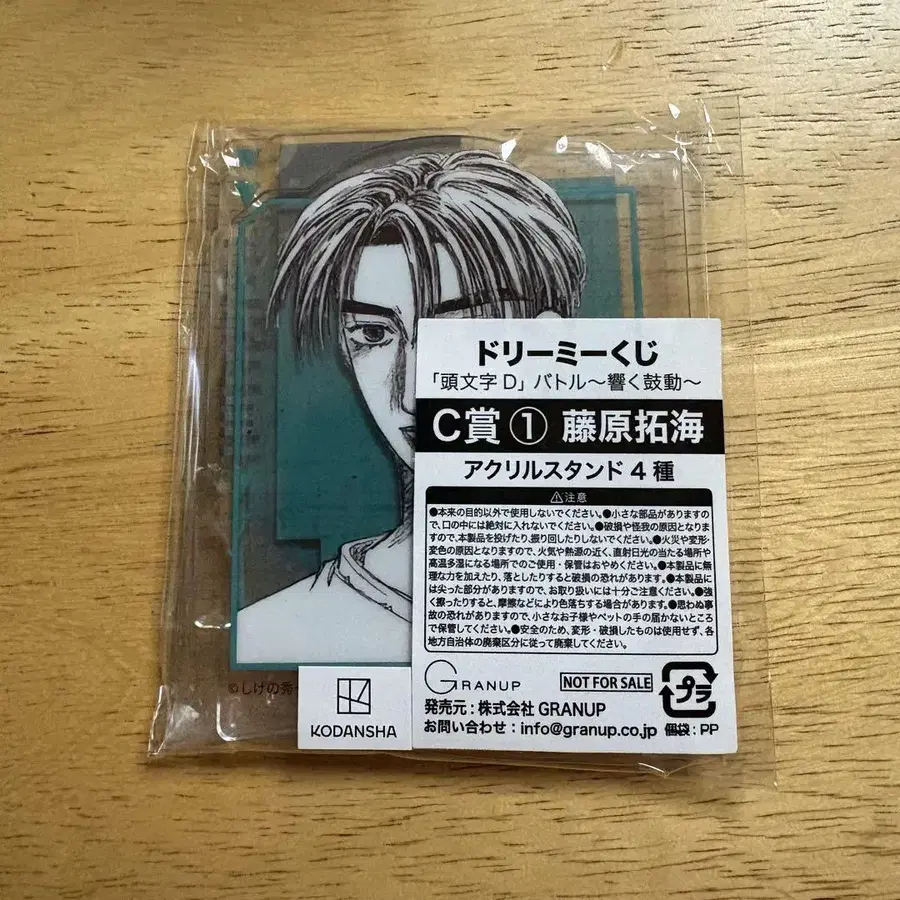 ドリーミーくじ
「頭文字D」バトル〜響く鼓動〜
C賞 ① 藤原拓海
アクリルスタンド 4 種
⚠注意
●本来の目的以外で使用しないでください。●小さな部品がありますの
で、口の中には絶対に入れないでください。●破損や怪我の原因となりま
すので、本製品を投げたり、振り回したりしないでください。●火災や変形・
変色の原因となりますので、火気や熱源の近く、直射日光の当たる場所や
高温多湿になる場所でのご使用・保管はおやめください。●本製品に無
理な力を加えたり、落としたりすると破損の恐れがあります。●本製品に
は尖った部分がありますので、お取り扱いには十分ご注意ください。●強
く擦ったりすると、摩擦などにより色落ちする場合があります。●思わぬ事
故の恐れがありますので、小さなお子様やペットの手の届かないところ
で保管してください。●安全のため、変形・破損したものは使用せず、各
地方自治体の廃棄区分に従って廃棄してください。
GRANUP
NOT FOR SALE
プラ
発売元：株式会社 GRANUP
お問い合わせ：info@granup.co.jp
個袋：PP
©しげの秀
KODANSHA